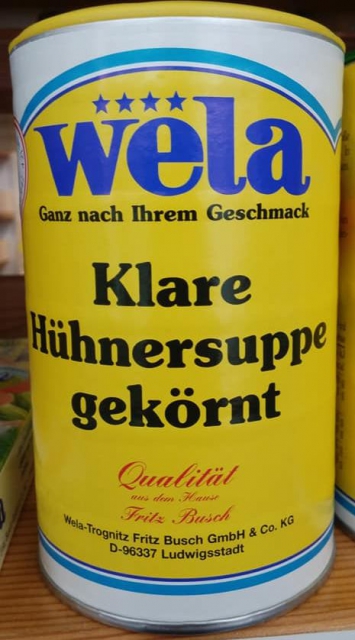 wëla
Ganz nach Ihrem Geschmack
Klare
Hühnersuppe
gekörnt
Qualität
aus dem Hause
Fritz Busch
Wela-Trognitz Fritz Busch GmbH & Co. KG
D-96337 Ludwigsstadt